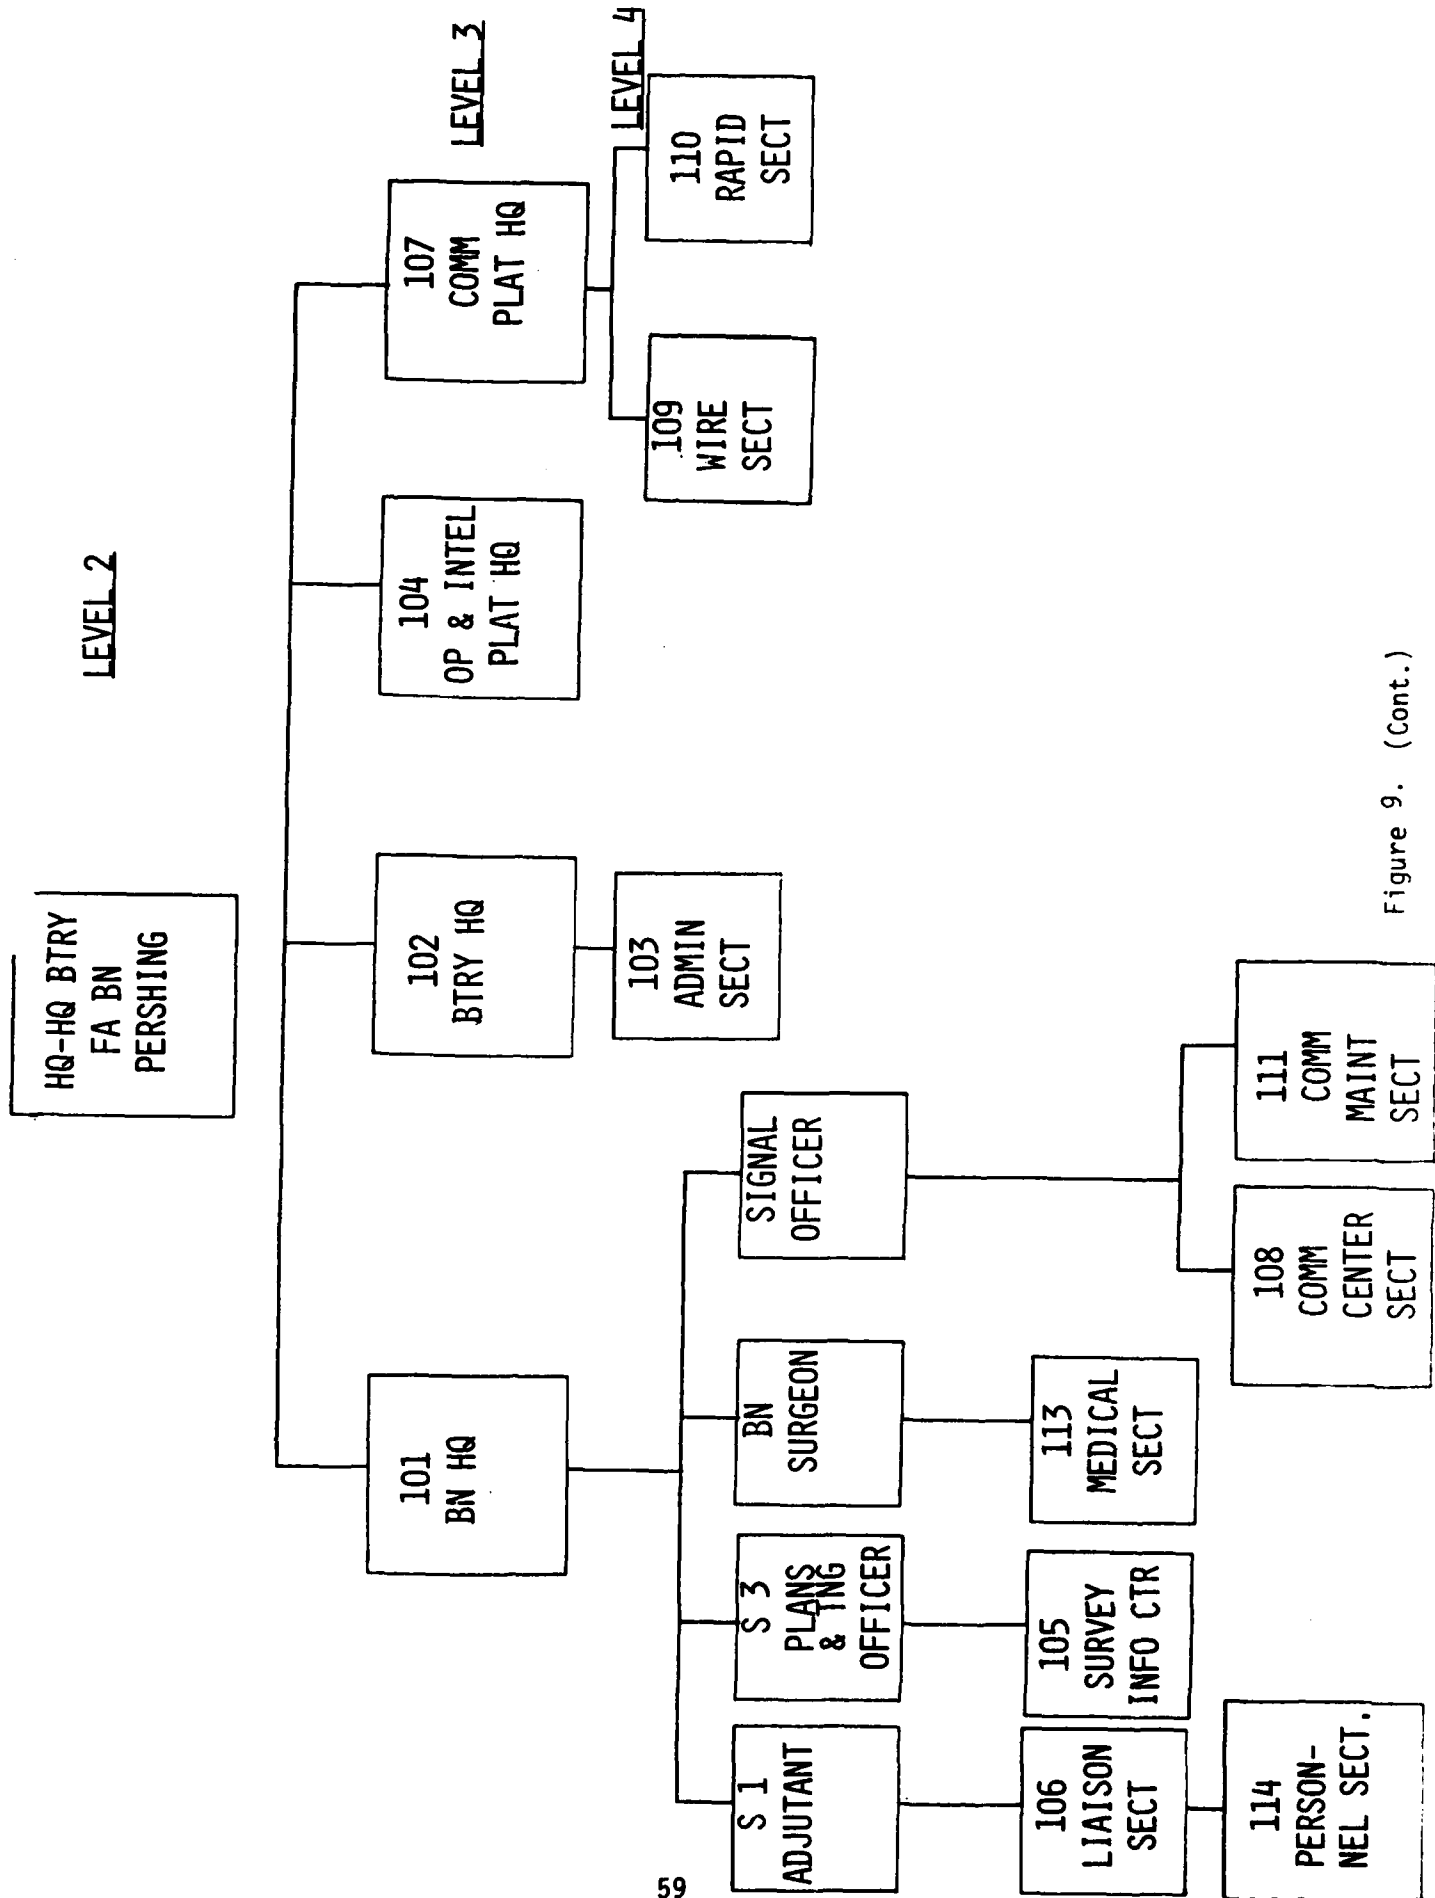 LEVEL 2
HQ-HQ BTRY
FA BN
PERSHING
LEVEL 3
101
BN HQ
102
BTRY HQ
104
OP & INTEL
PLAT HQ
107
COMM
PLAT HQ
LEVEL 4
103
ADMIN
SECT
109
WIRE
SECT
110
RAPID
SECT
S 1
ADJUTANT
S 3
PLANS
& TNG
OFFICER
BN
SURGEON
SIGNAL
OFFICER
106
LIAISON
SECT
105
SURVEY
INFO CTR
113
MEDICAL
SECT
114
PERSON-
NEL SECT.
108
COMM
CENTER
SECT
111
COMM
MAINT
SECT
Figure 9. (Cont.)
59